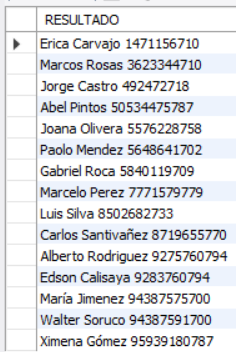 RESULTADO
Erica Carvajo 1471156710
Marcos Rosas 3623344710
Jorge Castro 492472718
Abel Pintos 50534475787
Joana Olivera 5576228758
Paolo Mendez 5648641702
Gabriel Roca 5840119709
Marcelo Perez 7771579779
Luis Silva 8502682733
Carlos Santivañez 8719655770
Alberto Rodriguez 9275760794
Edson Calisaya 9283760794
María Jimenez 94387575700
Walter Soruco 94387591700
Ximena Gómez 95939180787